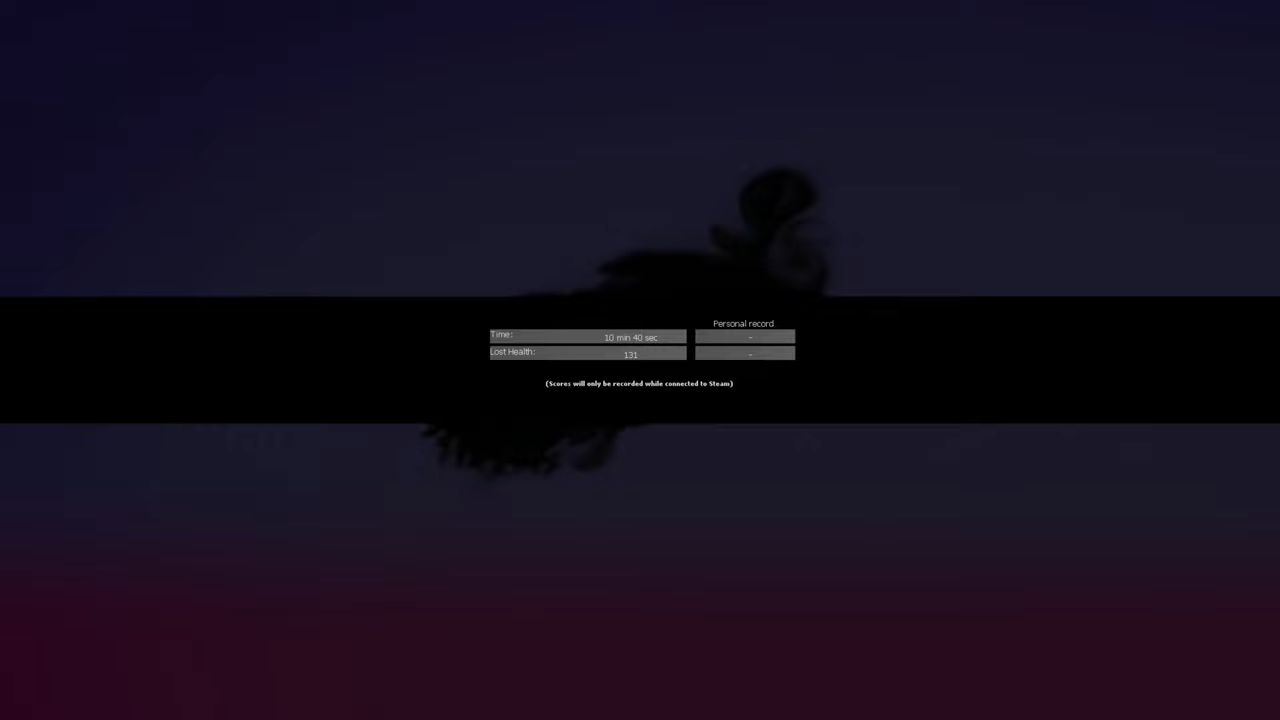 Personal record
Time: 10 min 40 sec -
Lost Health: 131 -
(Scores will only be recorded while connected to Steam)